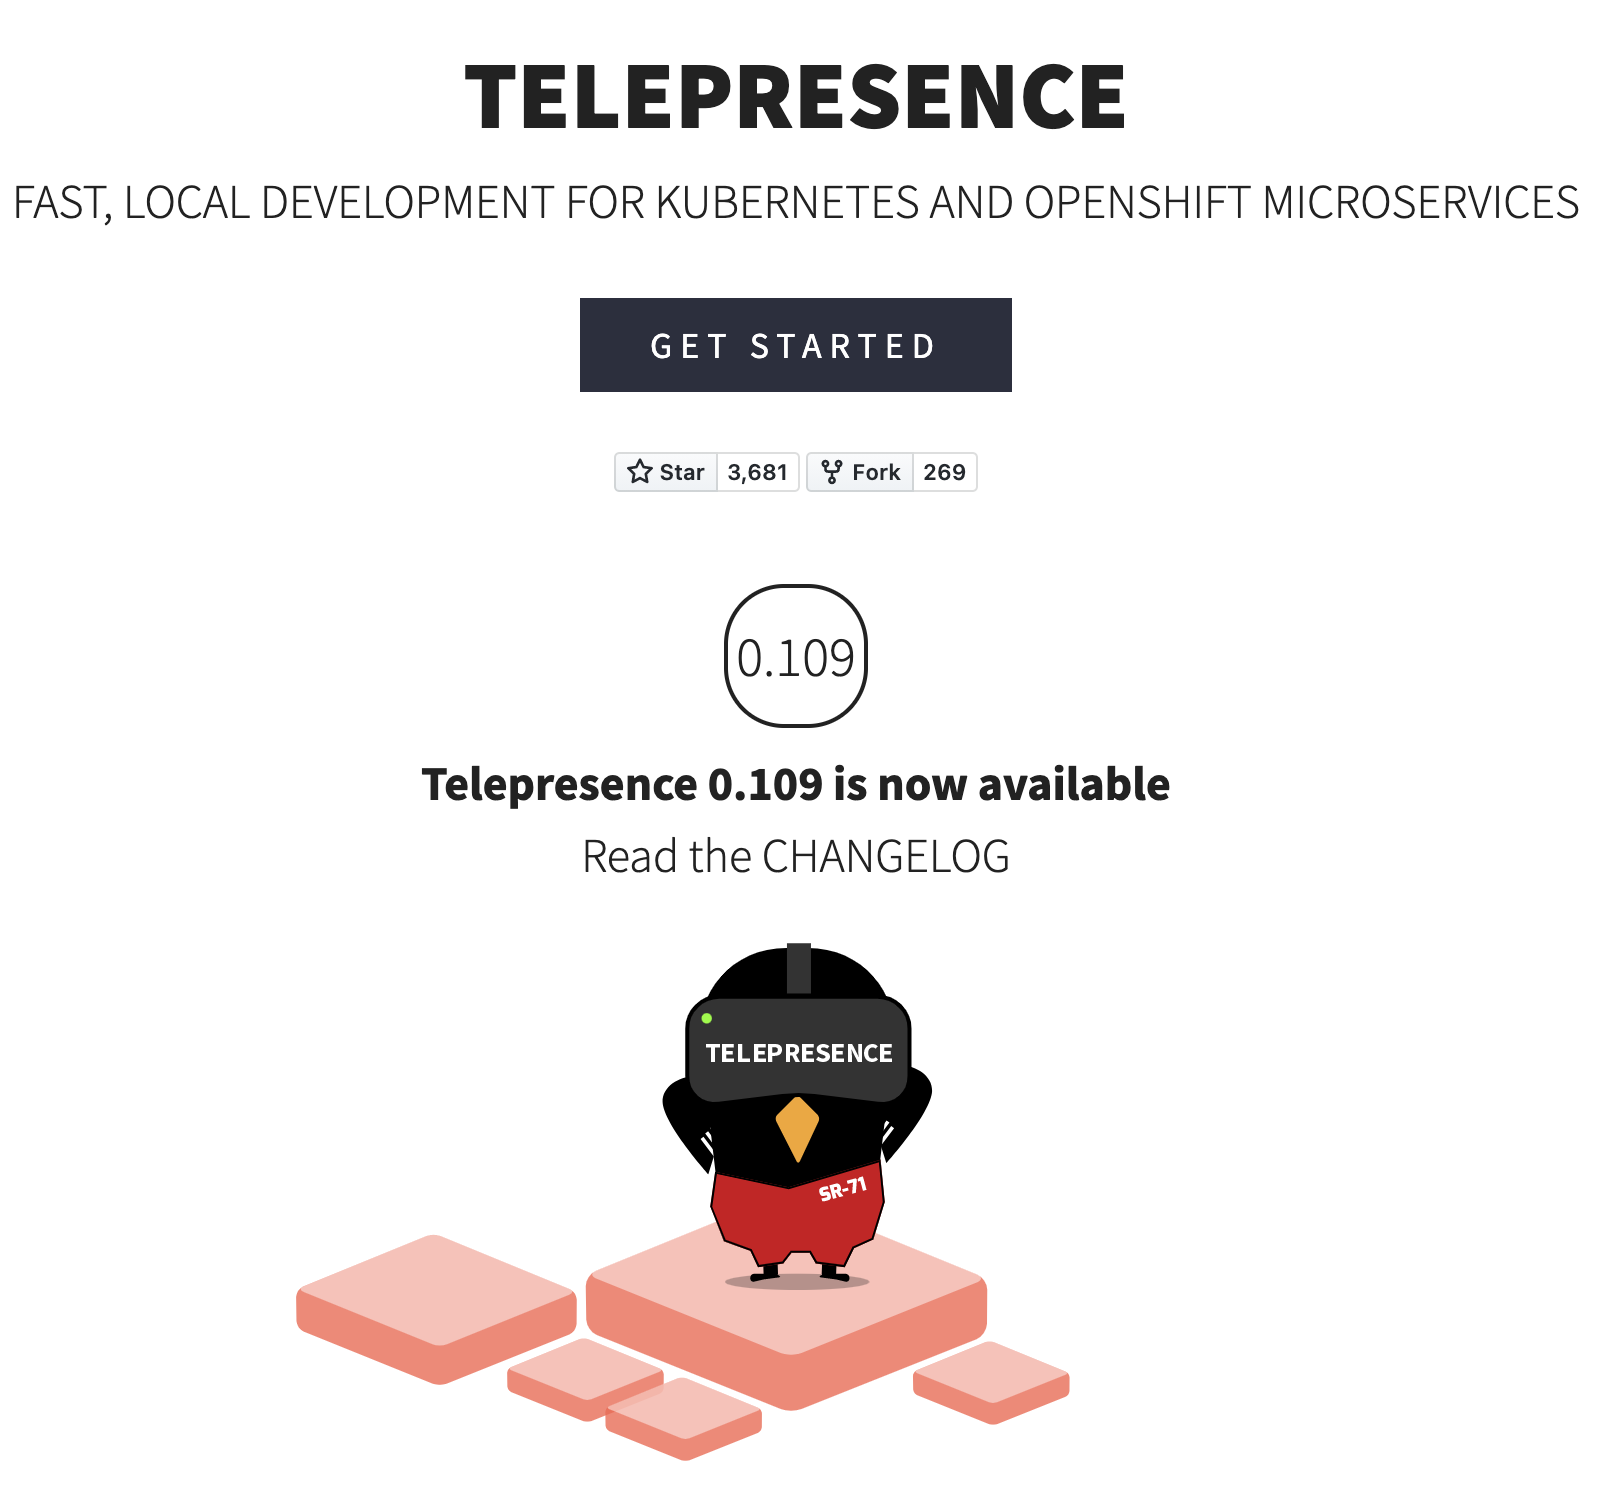 TELEPRESENCE
FAST, LOCAL DEVELOPMENT FOR KUBERNETES AND OPENSHIFT MICROSERVICES
GET STARTED
Star 3,681 Fork 269
0.109
Telepresence 0.109 is now available
Read the CHANGELOG
TELEPRESENCE
SR-71